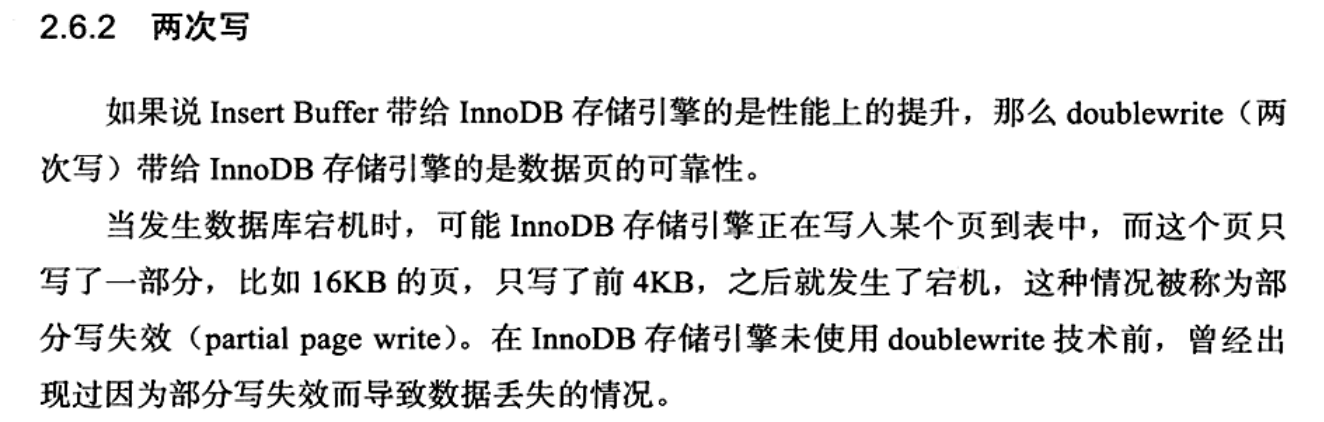 2.6.2 两次写
如果说 Insert Buffer 带给 InnoDB 存储引擎的是性能上的提升，那么 doublewrite（两
次写）带给 InnoDB 存储引擎的是数据页的可靠性。
当发生数据库宕机时，可能 InnoDB 存储引擎正在写入某个页到表中，而这个页只
写了一部分，比如 16KB 的页，只写了前 4KB，之后就发生了宕机，这种情况被称为部
分写失效（partial page write）。在 InnoDB 存储引擎未使用 doublewrite 技术前，曾经出
现过因为部分写失效而导致数据丢失的情况。